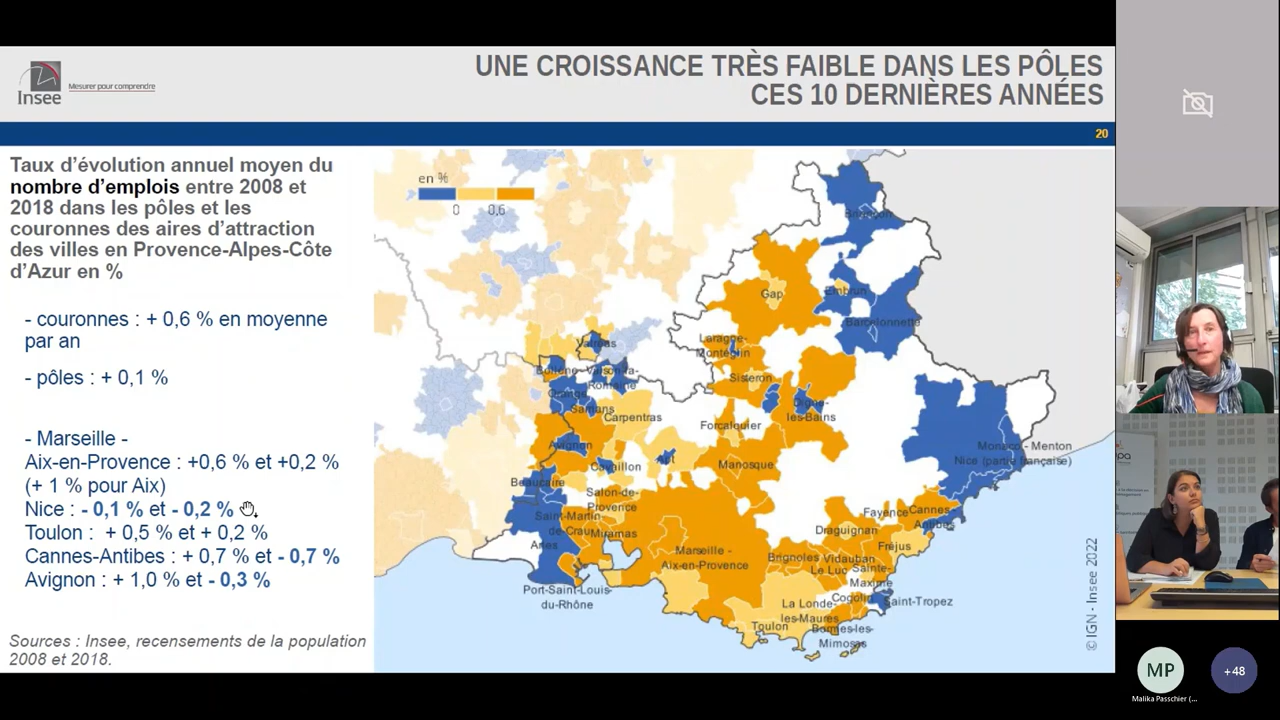 Insee
Mesurer pour comprendre
UNE CROISSANCE TRÈS FAIBLE DANS LES PÔLES
CES 10 DERNIÈRES ANNÉES
20
Taux d’évolution annuel moyen du
nombre d’emplois entre 2008 et
2018 dans les pôles et les
couronnes des aires d’attraction
des villes en Provence-Alpes-Côte
d’Azur en %
- couronnes : + 0,6 % en moyenne
par an
- pôles : + 0,1 %
- Marseille -
Aix-en-Provence : +0,6 % et +0,2 %
(+ 1 % pour Aix)
Nice : - 0,1 % et - 0,2 %
Toulon : + 0,5 % et + 0,2 %
Cannes-Antibes : + 0,7 % et - 0,7 %
Avignon : + 1,0 % et - 0,3 %
Sources : Insee, recensements de la population
2008 et 2018.
en %
0
0,6
Briançon
Gap
Embrun
Barcelonnette
Laragne-
Montéglin
Valréas
Bollène
Vaison-la-
Romaine
Sisteron
Orange
Digne-
les-Bains
Sarrians
Carpentras
Forcalquier
Avignon
Monaco - Menton
Nice (partie française)
Cavaillon
Apt
Manosque
Beaucaire
Salon-de-
Provence
Fayence
Cannes-
Antibes
Saint-Martin-
de-Crau
Miramas
Draguignan
Arles
Marseille -
Aix-en-Provence
Fréjus
Brignoles
Vidauban
Le Luc
Sainte-
Maxime
Port-Saint-Louis-
du-Rhône
Cogolin
Saint-Tropez
La Londe-
les-Maures
Toulon
Bormes-les-
Mimosas
© IGN - Insee 2022
MP
+48
Malika Passchier (...